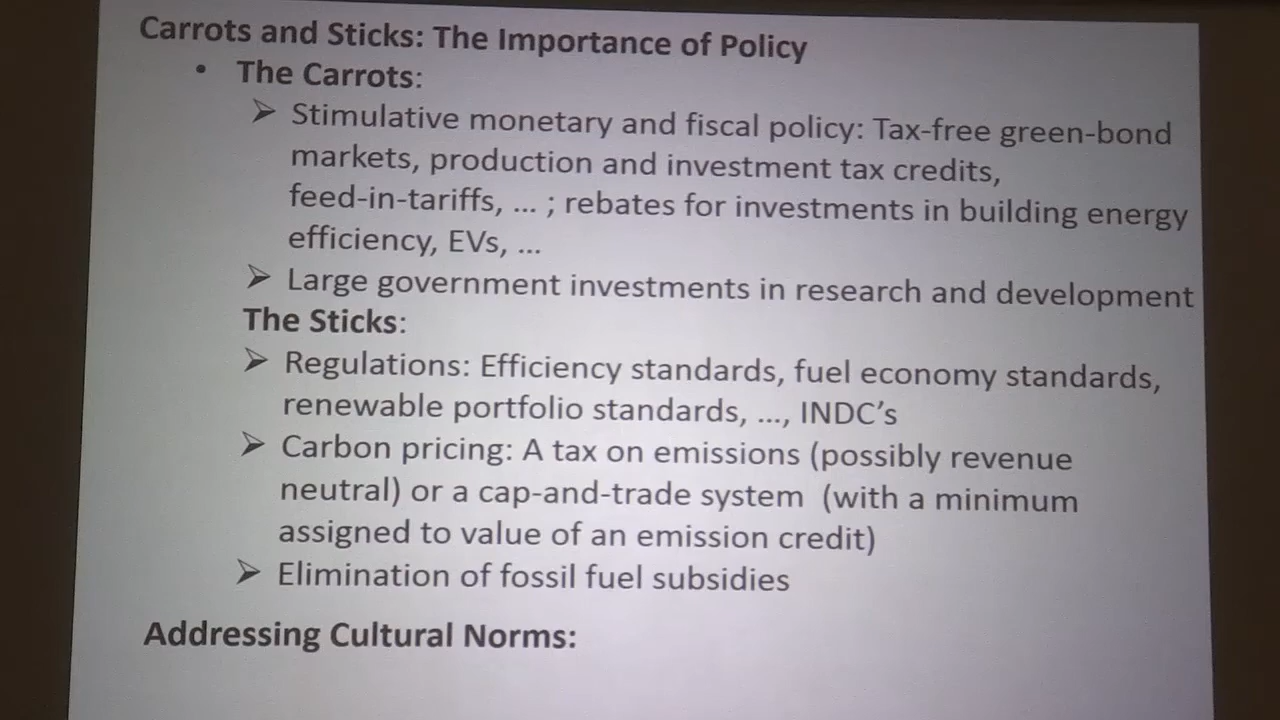 Carrots and Sticks: The Importance of Policy
• The Carrots:
➢ Stimulative monetary and fiscal policy: Tax-free green-bond
markets, production and investment tax credits,
feed-in-tariffs, ... ; rebates for investments in building energy
efficiency, EVs, ...
➢ Large government investments in research and development
The Sticks:
➢ Regulations: Efficiency standards, fuel economy standards,
renewable portfolio standards, ..., INDC's
➢ Carbon pricing: A tax on emissions (possibly revenue
neutral) or a cap-and-trade system (with a minimum
assigned to value of an emission credit)
➢ Elimination of fossil fuel subsidies
Addressing Cultural Norms: